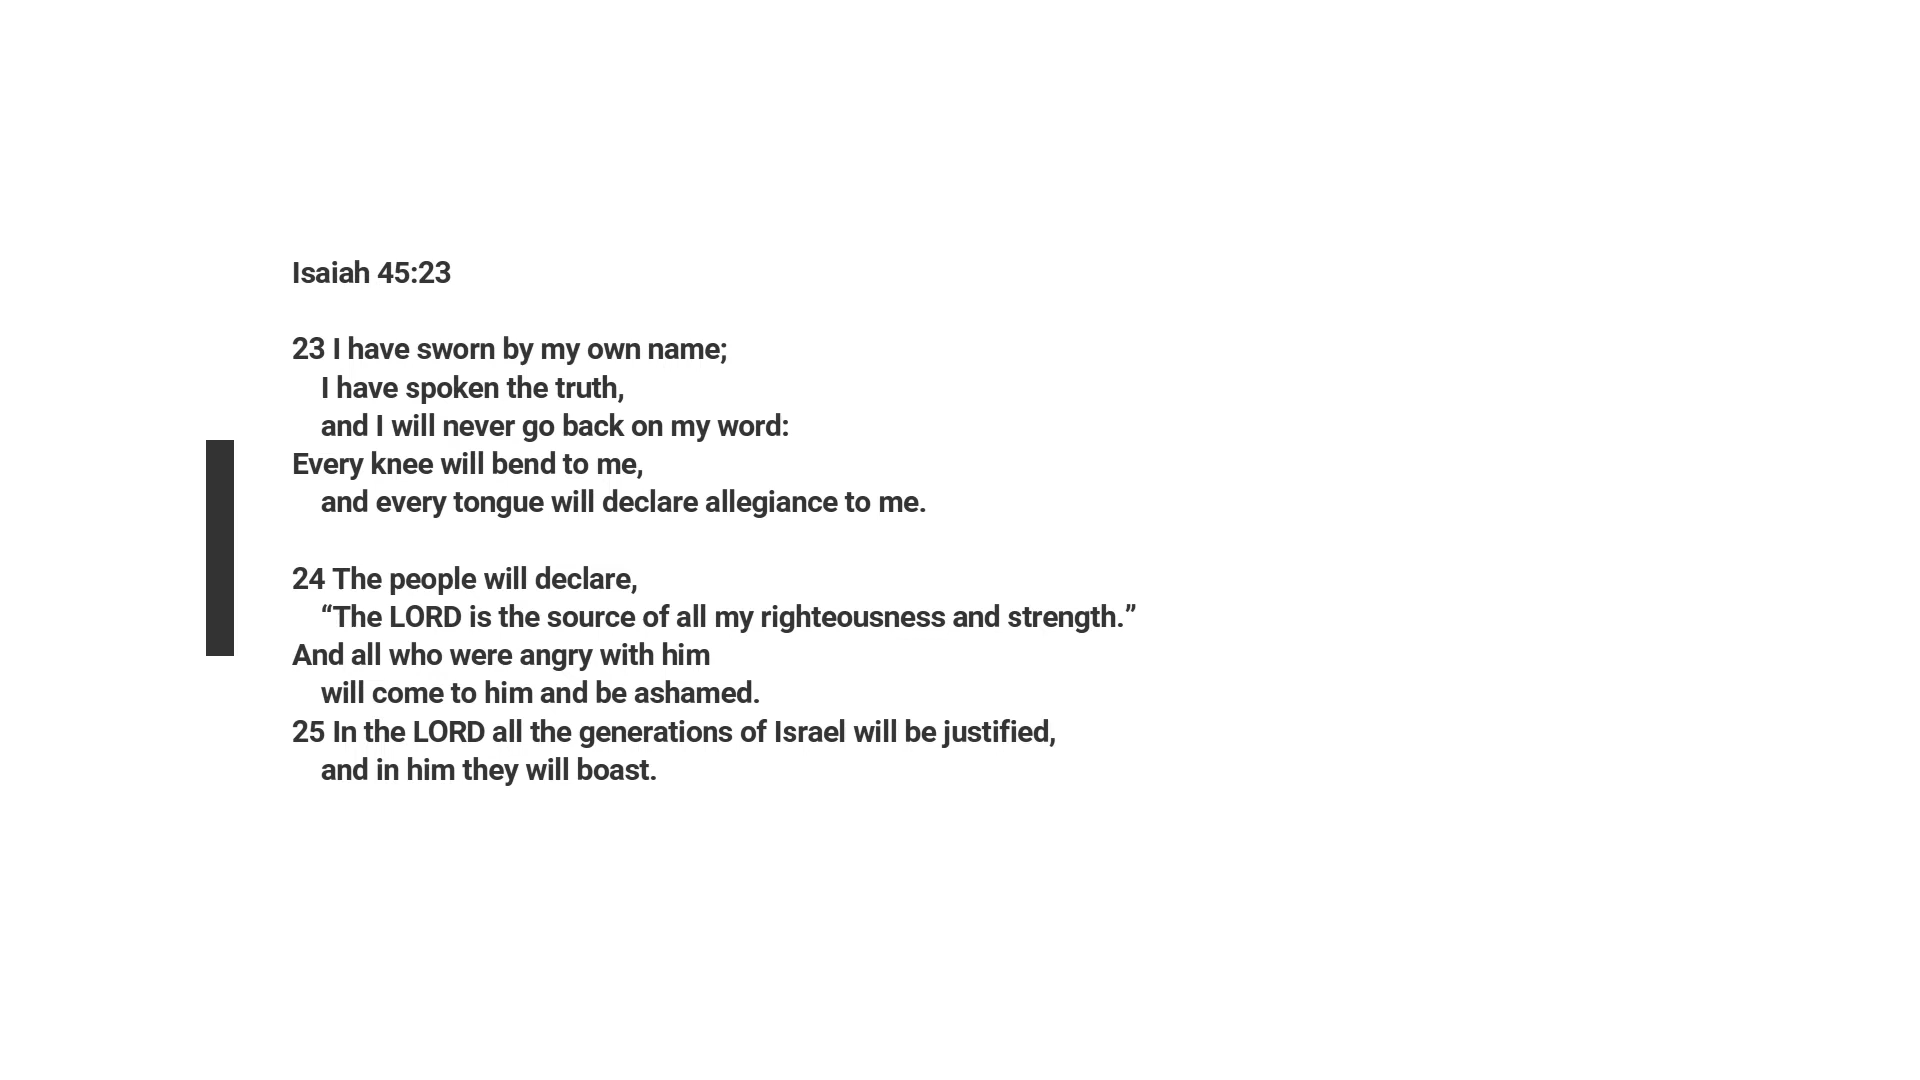 Isaiah 45:23
23 I have sworn by my own name;
I have spoken the truth,
and I will never go back on my word:
Every knee will bend to me,
and every tongue will declare allegiance to me.
24 The people will declare,
“The LORD is the source of all my righteousness and strength.”
And all who were angry with him
will come to him and be ashamed.
25 In the LORD all the generations of Israel will be justified,
and in him they will boast.